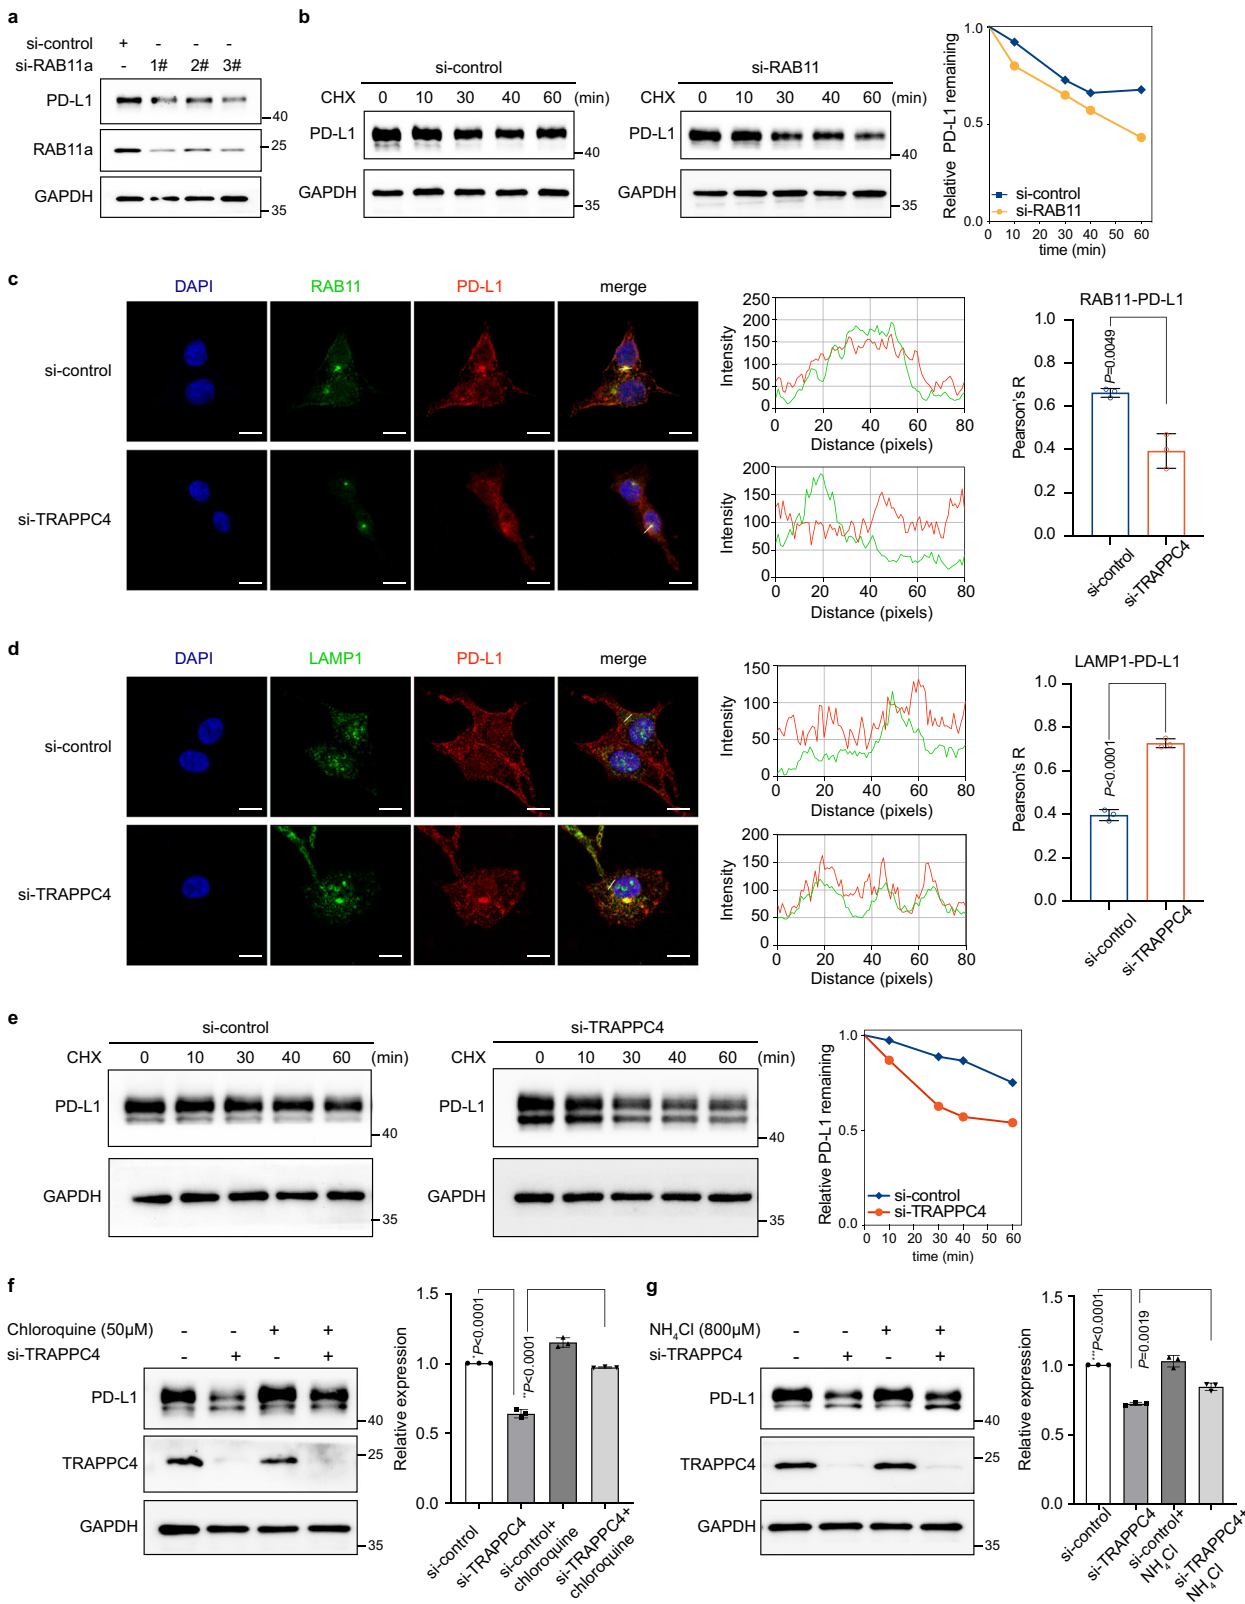 a
si-control + - - -
si-RAB11a - 1# 2# 3#
PD-L1
40
RAB11a
25
GAPDH
35
b
si-control
CHX 0 10 30 40 60 (min)
PD-L1
40
GAPDH
35
si-RAB11
CHX 0 10 30 40 60 (min)
PD-L1
40
GAPDH
35
Relative PD-L1 remaining
1.0
0.5
0.0
si-control
si-RAB11
0 10 20 30 40 50 60
time (min)
c
DAPI RAB11 PD-L1 merge
si-control
si-TRAPPC4
Intensity
250
200
150
100
50
0
0 20 40 60 80
Distance (pixels)
Intensity
200
150
100
50
0
0 20 40 60 80
Distance (pixels)
RAB11-PD-L1
Pearson's R
1.0
0.8
0.6
0.4
0.2
0.0
P=0.0049
si-control
si-TRAPPC4
d
DAPI LAMP1 PD-L1 merge
si-control
si-TRAPPC4
Intensity
150
100
50
0
0 20 40 60 80
Distance (pixels)
Intensity
200
150
100
50
0
0 20 40 60 80
Distance (pixels)
LAMP1-PD-L1
Pearson's R
1.0
0.8
0.6
0.4
0.2
0.0
P<0.0001
si-control
si-TRAPPC4
e
si-control
CHX 0 10 30 40 60 (min)
PD-L1
40
GAPDH
35
si-TRAPPC4
CHX 0 10 30 40 60 (min)
PD-L1
40
GAPDH
35
Relative PD-L1 remaining
1.0
0.5
0.0
si-control
si-TRAPPC4
0 10 20 30 40 50 60
time (min)
f
Chloroquine (50μM) - - + +
si-TRAPPC4 - + - +
PD-L1
40
TRAPPC4
25
GAPDH
35
Relative expression
1.5
1.0
0.5
0.0
P<0.0001
P<0.0001
si-control
si-TRAPPC4
si-control+
chloroquine
si-TRAPPC4+
chloroquine
g
NH₄Cl (800μM) - - + +
si-TRAPPC4 - + - +
PD-L1
40
TRAPPC4
25
GAPDH
35
Relative expression
1.5
1.0
0.5
0.0
P<0.0001
P=0.0019
si-control
si-TRAPPC4
si-control+
NH₄Cl
si-TRAPPC4+
NH₄Cl